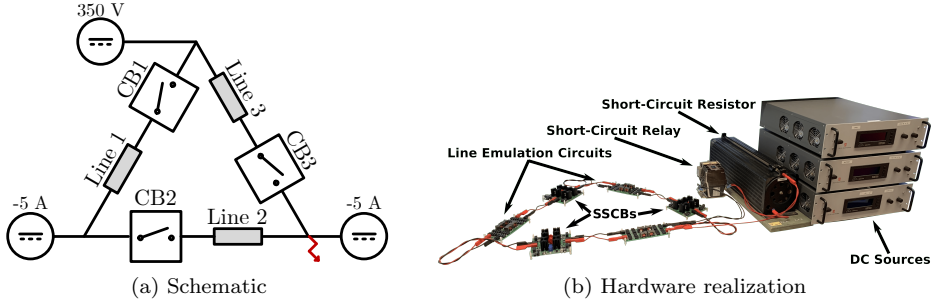 350 V
CB1
Line 3
Line 1
CB3
-5 A
CB2
Line 2
-5 A
(a) Schematic
Short-Circuit Resistor
Short-Circuit Relay
Line Emulation Circuits
SSCBs
DC Sources
(b) Hardware realization